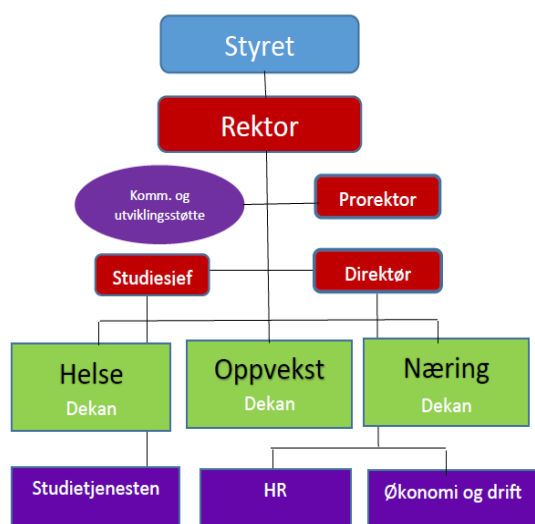 Styret
Rektor
Komm. og
utviklingsstøtte
Prorektor
Studiesjef
Direktør
Helse
Dekan
Oppvekst
Dekan
Næring
Dekan
Studietjenesten
HR
Økonomi og drift